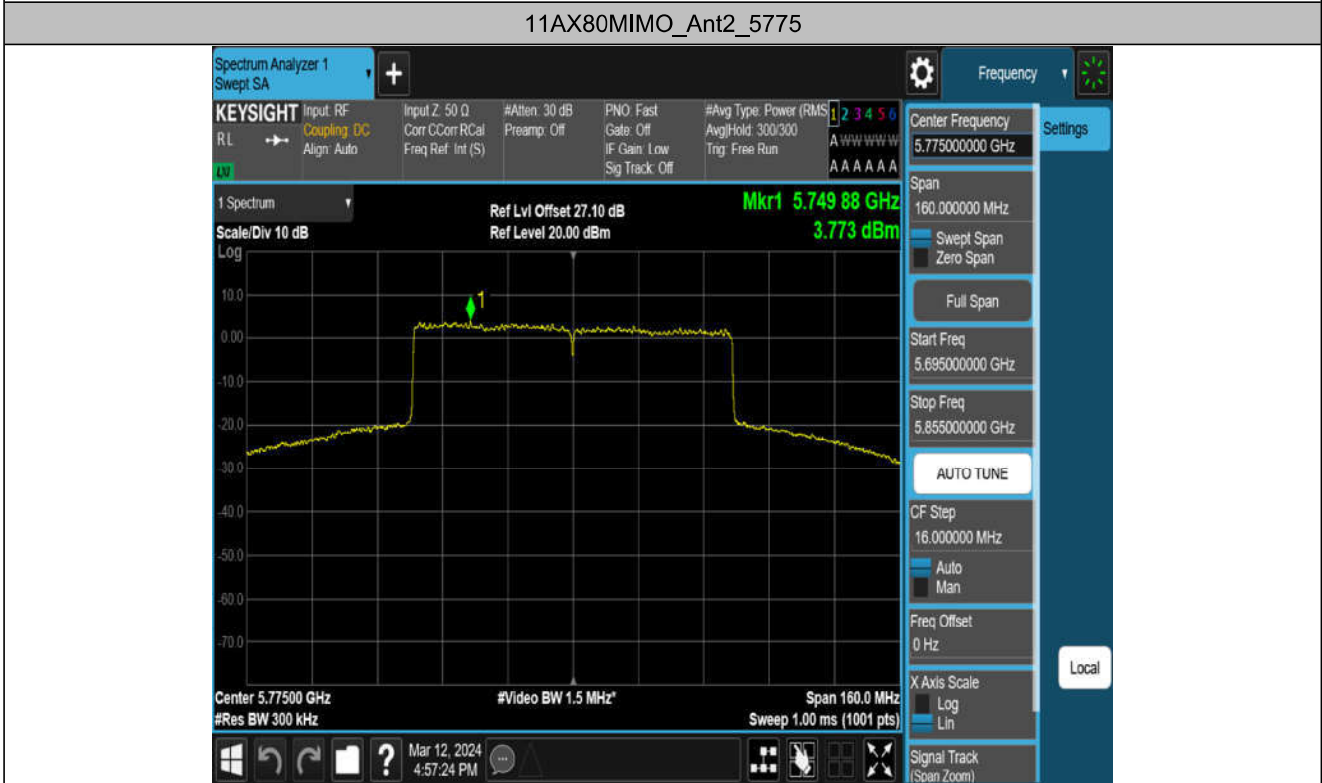 11AX80MIMO_Ant2_5775
Spectrum Analyzer 1
Swept SA
+
Frequency
KEYSIGHT
RL
LXI
Input: RF
Coupling: DC
Align: Auto
Input Z: 50 Ω
Corr CCorr RCal
Freq Ref: Int (S)
#Atten: 30 dB
Preamp: Off
PNO: Fast
Gate: Off
IF Gain: Low
Sig Track: Off
#Avg Type: Power (RMS
Avg|Hold: 300/300
Trig: Free Run
1 2 3 4 5 6
A W W W W W
A A A A A A
1 Spectrum
Scale/Div 10 dB
Ref Lvl Offset 27.10 dB
Ref Level 20.00 dBm
Mkr1 5.749 88 GHz
3.773 dBm
Log
10.0
0.00
-10.0
-20.0
-30.0
-40.0
-50.0
-60.0
-70.0
1
Center 5.77500 GHz
#Res BW 300 kHz
#Video BW 1.5 MHz*
Span 160.0 MHz
Sweep 1.00 ms (1001 pts)
?
Mar 12, 2024
4:57:24 PM
Center Frequency
5.775000000 GHz
Settings
Span
160.000000 MHz
Swept Span
Zero Span
Full Span
Start Freq
5.695000000 GHz
Stop Freq
5.855000000 GHz
AUTO TUNE
CF Step
16.000000 MHz
Auto
Man
Freq Offset
0 Hz
X Axis Scale
Log
Lin
Local
Signal Track
(Span Zoom)